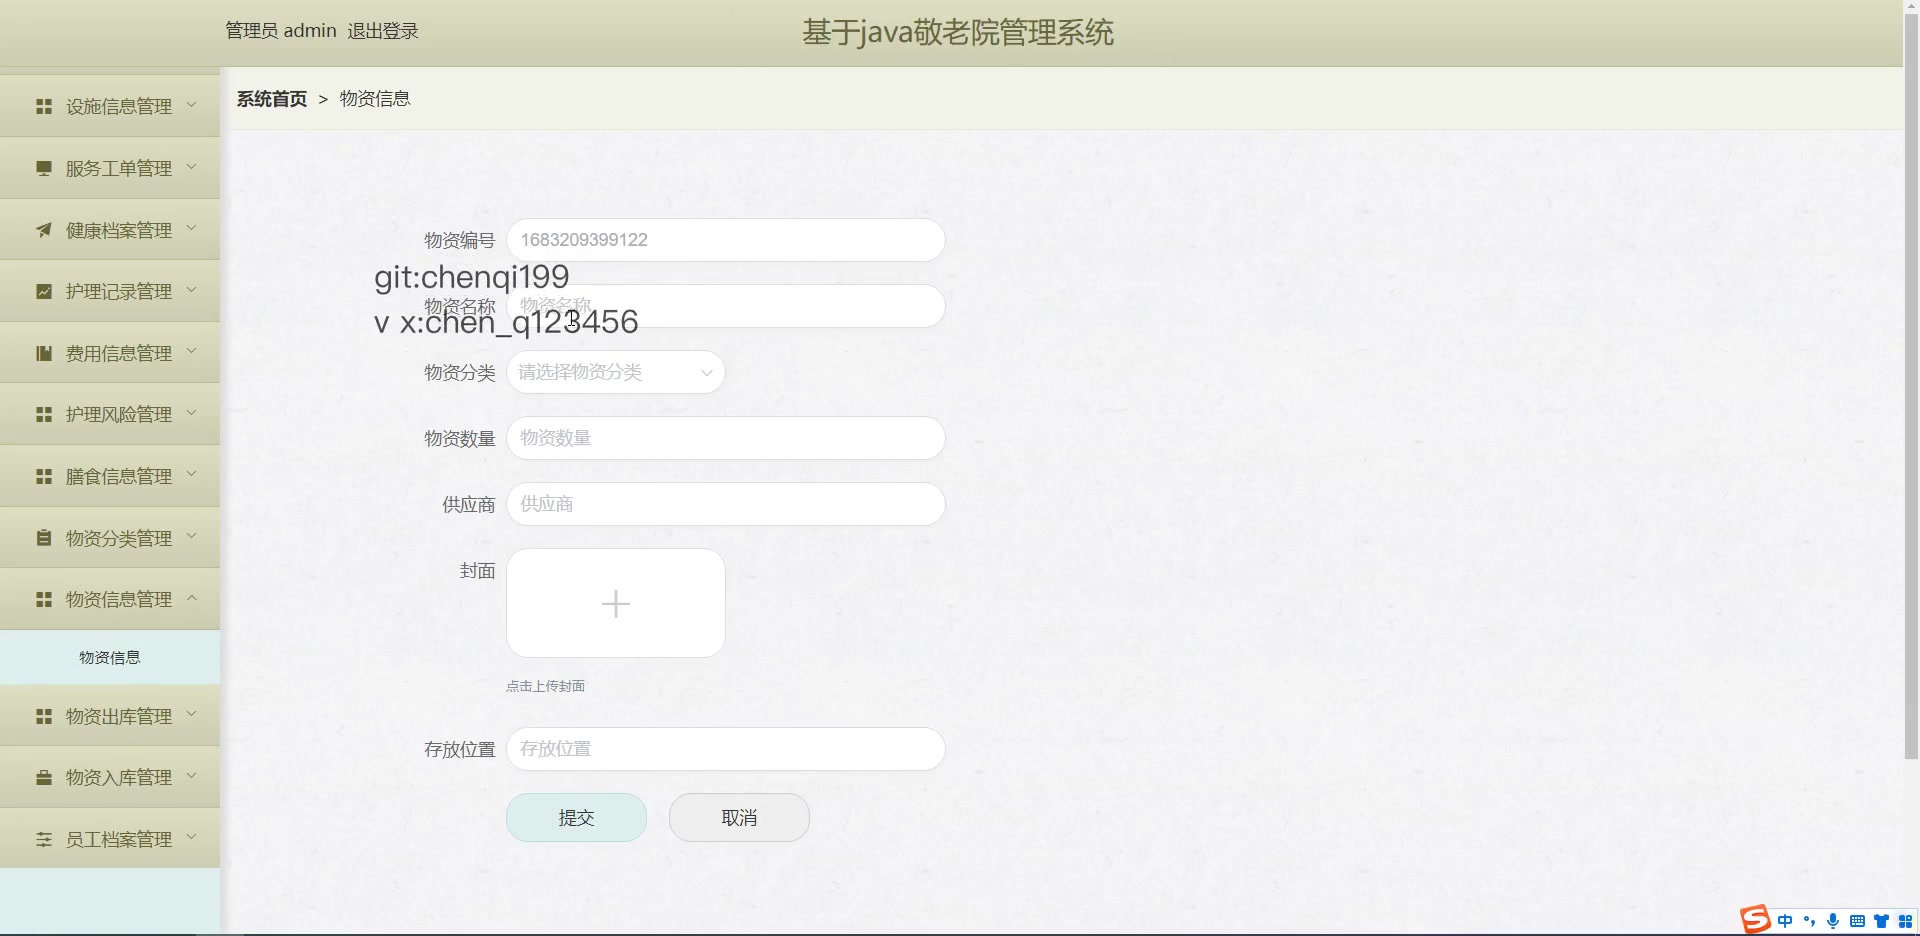 管理员 admin 退出登录
基于java敬老院管理系统
系统首页 > 物资信息
设施信息管理
服务工单管理
健康档案管理
护理记录管理
费用信息管理
护理风险管理
膳食信息管理
物资分类管理
物资信息管理
物资信息
物资出库管理
物资入库管理
员工档案管理
物资编号 1683209399122
git:chenqi199
物资名称 物资名称
v x:chen_q123456
物资分类 请选择物资分类
物资数量 物资数量
供应商 供应商
封面
点击上传封面
存放位置 存放位置
提交 取消
中